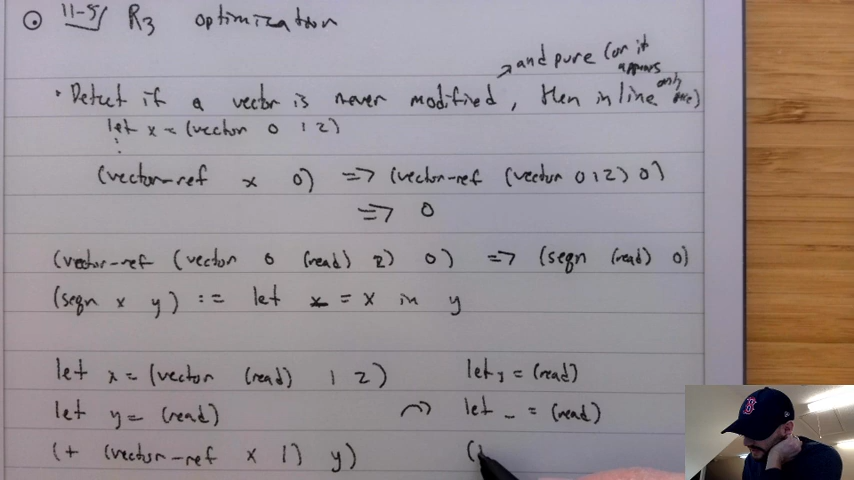 11-5/ R3 optimization
→ and pure (or it appears only once)
· Detect if a vector is never modified, then inline
let x = (vector 0 1 2)
⋮
(vector-ref x 0) => (vector-ref (vector 0 1 2) 0)
=> 0
(vector-ref (vector 0 (read) 2) 0) => (seqn (read) 0)
(seqn x y) := let _ = x in y
let x = (vector (read) 1 2) let y = (read)
let y = (read) let _ = (read)
(+ (vector-ref x 1) y) (
B